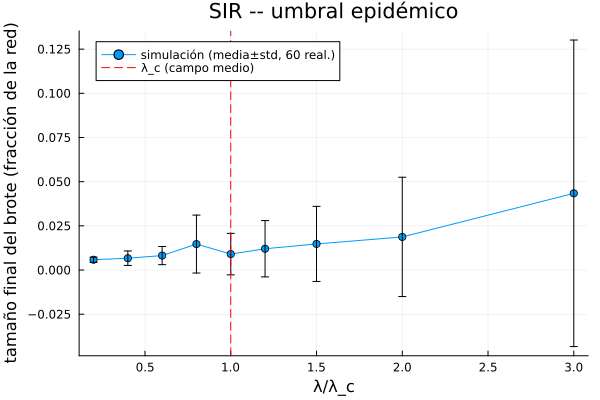 SIR -- umbral epidémico
simulación (media±std, 60 real.)
λ_c (campo medio)
tamaño final del brote (fracción de la red)
0.125
0.100
0.075
0.050
0.025
0.000
−0.025
0.5
1.0
1.5
2.0
2.5
3.0
λ/λ_c